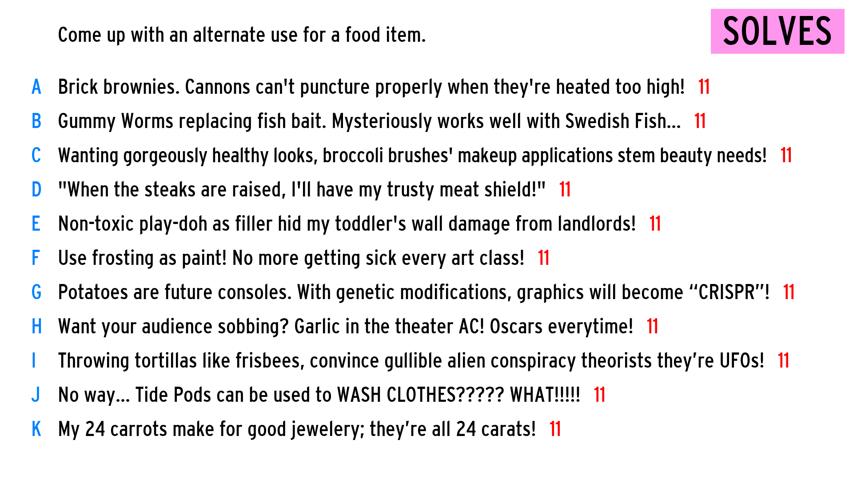 Come up with an alternate use for a food item.
SOLVES
A Brick brownies. Cannons can't puncture properly when they're heated too high! 11
B Gummy Worms replacing fish bait. Mysteriously works well with Swedish Fish... 11
C Wanting gorgeously healthy looks, broccoli brushes' makeup applications stem beauty needs! 11
D "When the steaks are raised, I'll have my trusty meat shield!" 11
E Non-toxic play-doh as filler hid my toddler's wall damage from landlords! 11
F Use frosting as paint! No more getting sick every art class! 11
G Potatoes are future consoles. With genetic modifications, graphics will become “CRISPR”! 11
H Want your audience sobbing? Garlic in the theater AC! Oscars everytime! 11
I Throwing tortillas like frisbees, convince gullible alien conspiracy theorists they’re UFOs! 11
J No way... Tide Pods can be used to WASH CLOTHES????? WHAT!!!!! 11
K My 24 carrots make for good jewelery; they’re all 24 carats! 11